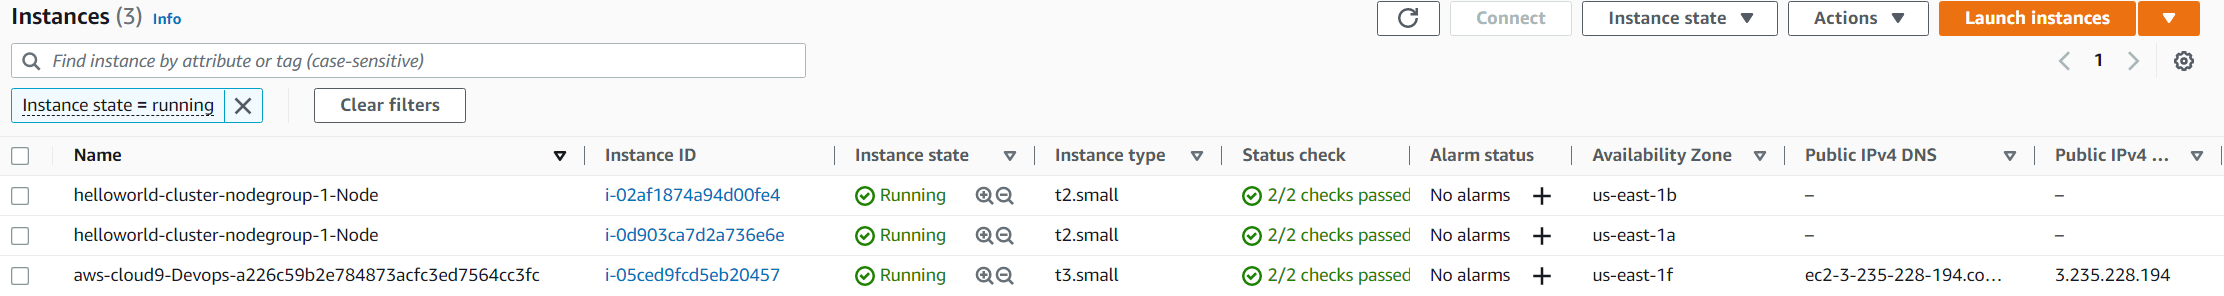 Instances (3) Info Connect Instance state Actions Launch instances
Find instance by attribute or tag (case-sensitive) 1
Instance state = running Clear filters
Name Instance ID Instance state Instance type Status check Alarm status Availability Zone Public IPv4 DNS Public IPv4 ...
helloworld-cluster-nodegroup-1-Node i-02af1874a94d00fe4 Running t2.small 2/2 checks passed No alarms + us-east-1b – –
helloworld-cluster-nodegroup-1-Node i-0d903ca7d2a736e6e Running t2.small 2/2 checks passed No alarms + us-east-1a – –
aws-cloud9-Devops-a226c59b2e784873acfc3ed7564cc3fc i-05ced9fcd5eb20457 Running t3.small 2/2 checks passed No alarms + us-east-1f ec2-3-235-228-194.co... 3.235.228.194